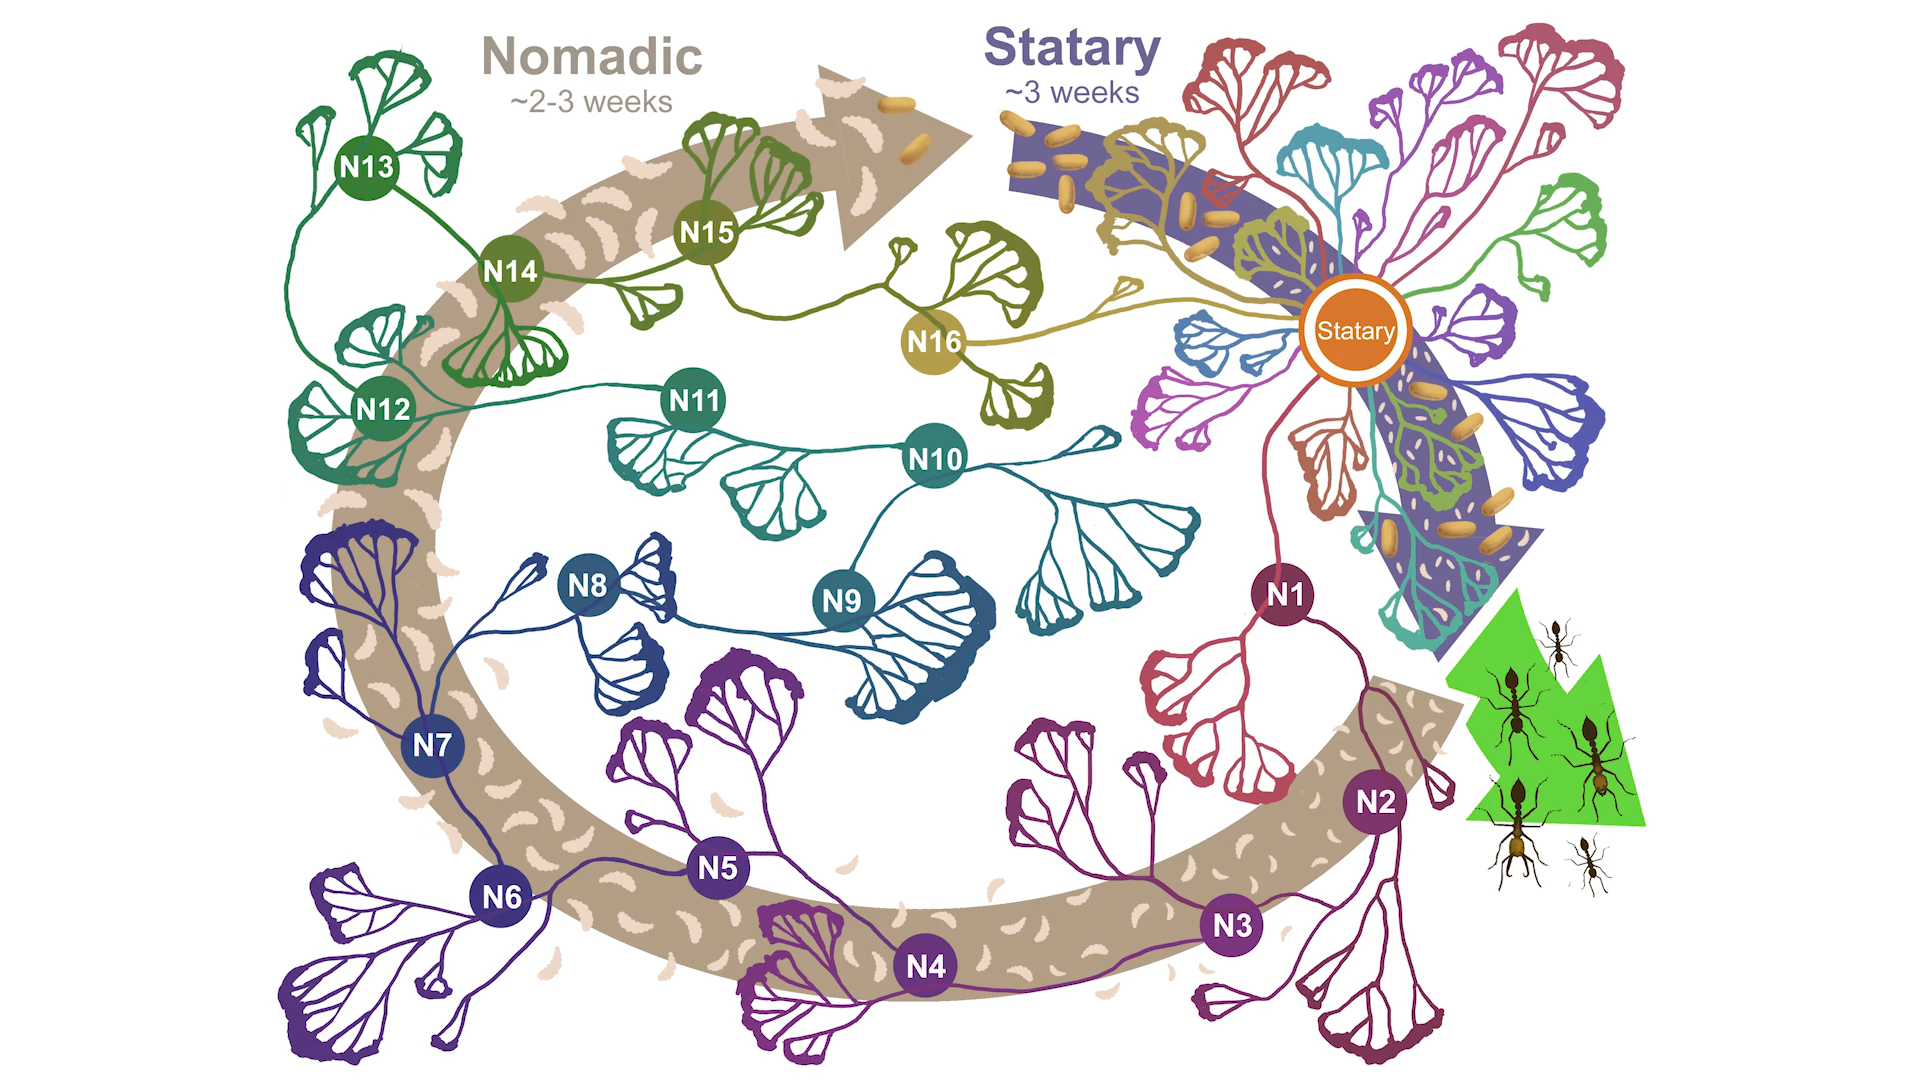 Nomadic
~2-3 weeks
Statary
~3 weeks
N13
N14
N15
N16
Statary
N12
N11
N10
N8
N9
N1
N7
N2
N5
N6
N3
N4